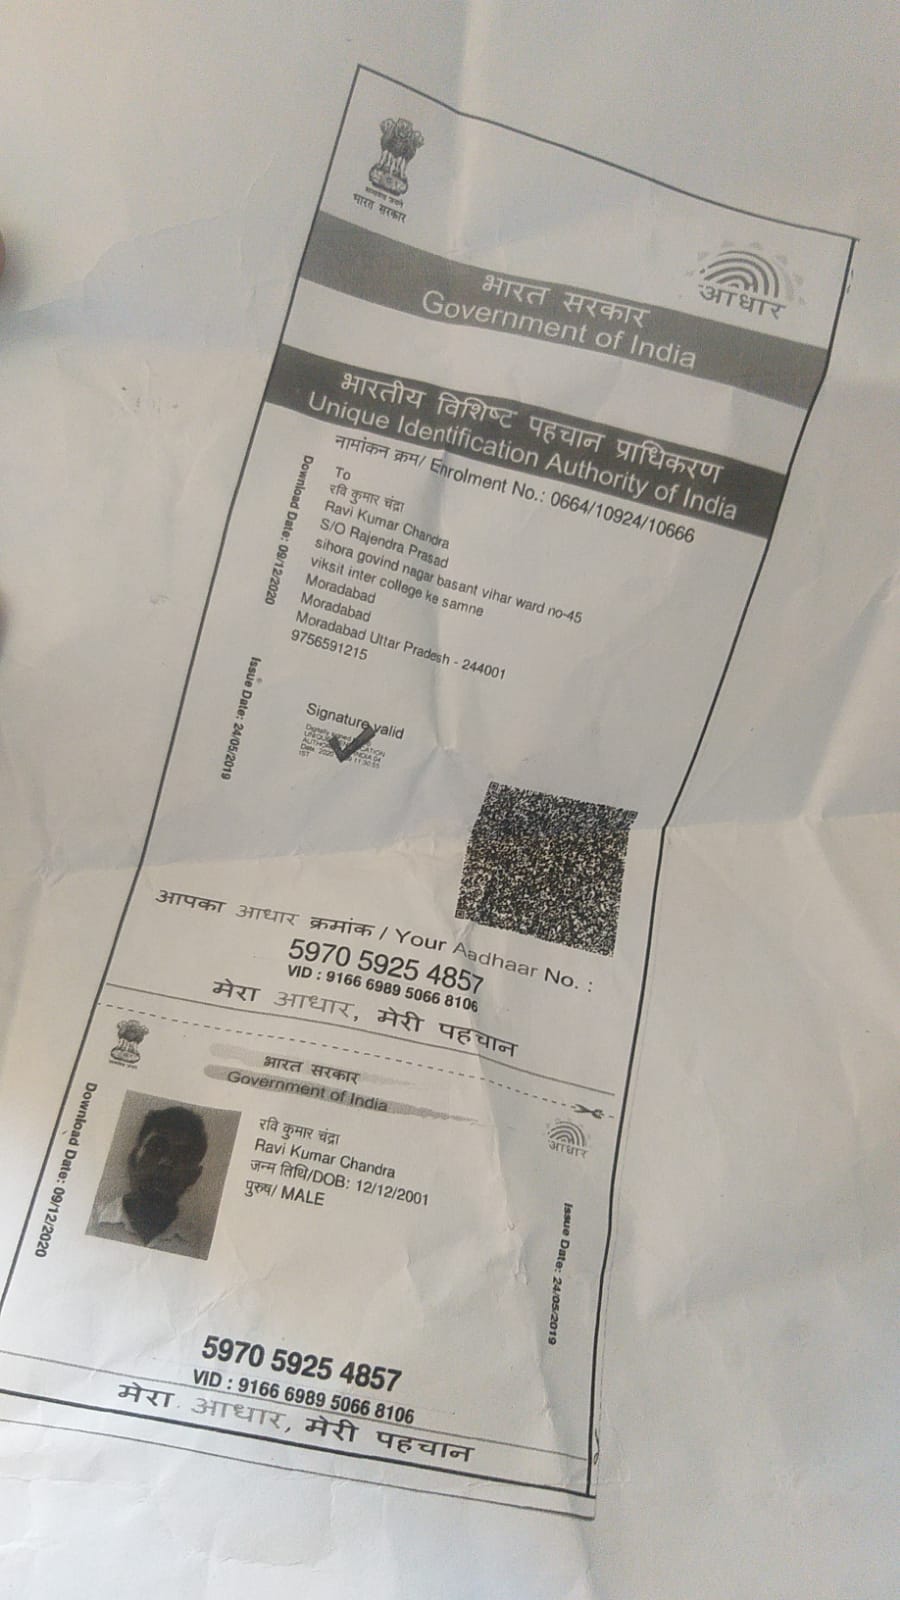 भारत सरकार
आधार
भारत सरकार
Government of India
भारतीय विशिष्ट पहचान प्राधिकरण
Unique Identification Authority of India
नामांकन क्रम/ Enrolment No.: 0664/10924/10666
To
रवि कुमार चंद्रा
Ravi Kumar Chandra
S/O Rajendra Prasad
sihora govind nagar basant vihar ward no-45
viksit inter college ke samne
Moradabad
Moradabad
Moradabad Uttar Pradesh - 244001
9756591215
Download Date: 09/12/2020
Issue Date: 24/05/2019
Signature valid
आपका आधार क्रमांक / Your Aadhaar No. :
5970 5925 4857
VID : 9166 6989 5066 8106
मेरा आधार, मेरी पहचान
भारत सरकार
Government of India
आधार
Download Date: 09/12/2020
रवि कुमार चंद्रा
Ravi Kumar Chandra
जन्म तिथि/DOB: 12/12/2001
पुरुष/ MALE
Issue Date: 24/05/2019
5970 5925 4857
VID : 9166 6989 5066 8106
मेरा आधार, मेरी पहचान